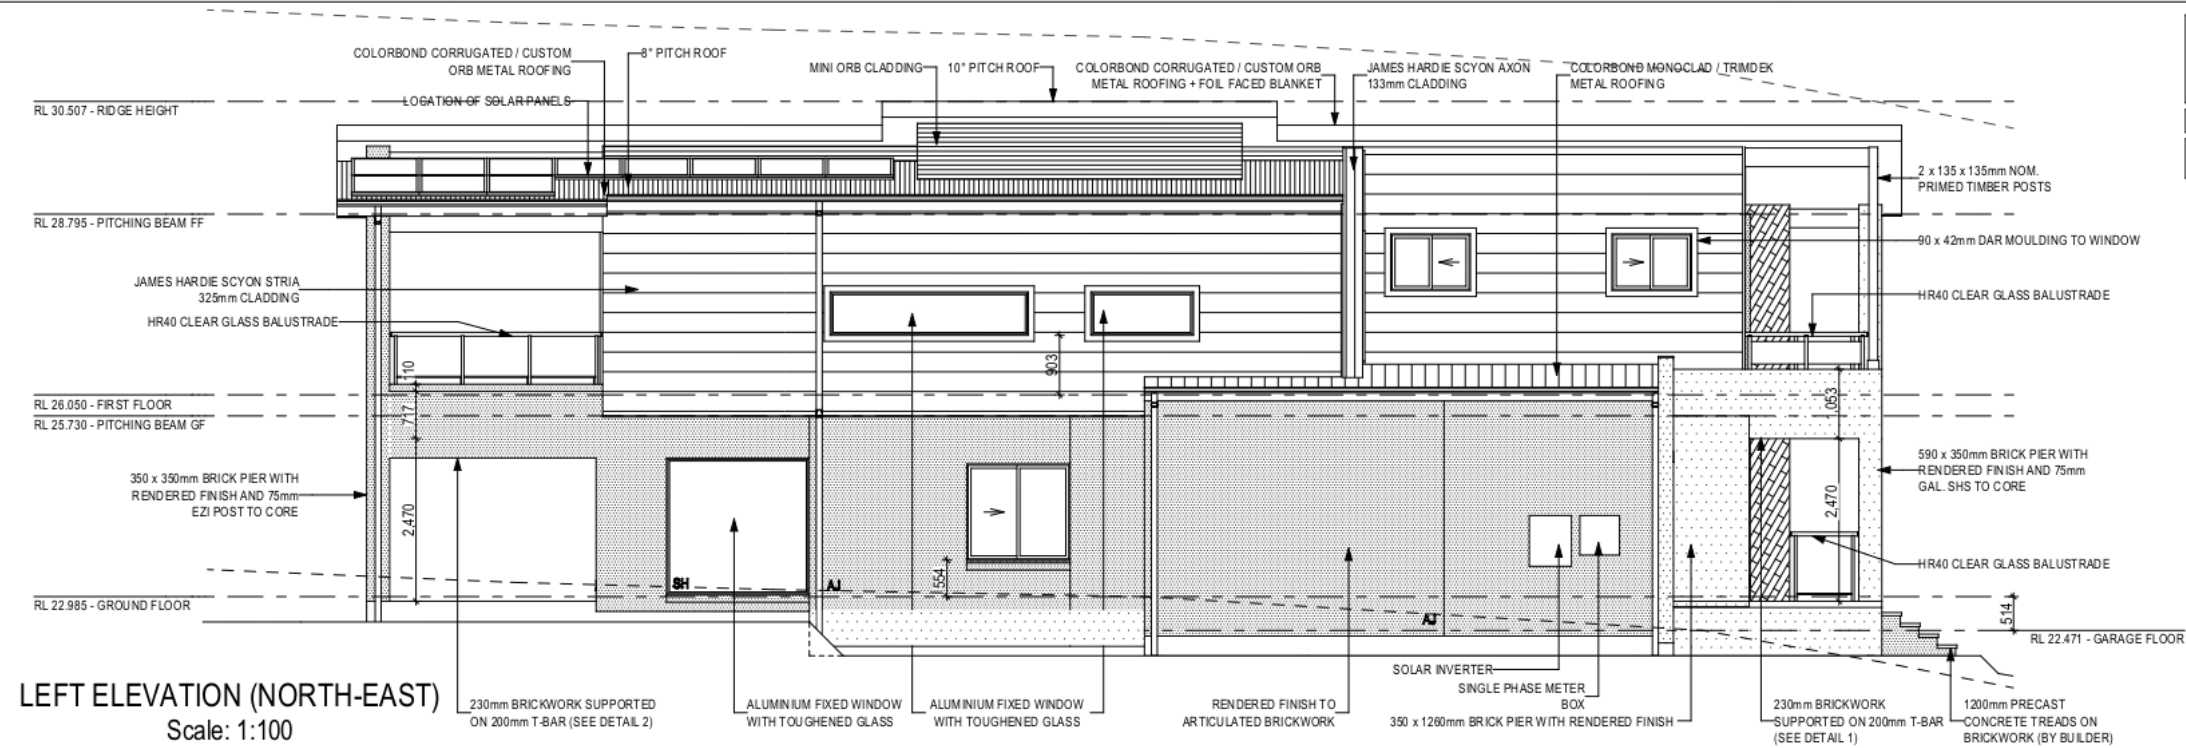 COLORBOND CORRUGATED / CUSTOM
ORB METAL ROOFING
8° PITCH ROOF
LOCATION OF SOLAR PANELS
MINI ORB CLADDING
10° PITCH ROOF
COLORBOND CORRUGATED / CUSTOM ORB
METAL ROOFING + FOIL FACED BLANKET
JAMES HARDIE SCYON AXON
133mm CLADDING
COLORBOND MONOCLAD / TRIMDEK
METAL ROOFING
RL 30.507 - RIDGE HEIGHT
RL 28.795 - PITCHING BEAM FF
JAMES HARDIE SCYON STRIA
325mm CLADDING
HR40 CLEAR GLASS BALUSTRADE
RL 26.050 - FIRST FLOOR
RL 25.730 - PITCHING BEAM GF
350 x 350mm BRICK PIER WITH
RENDERED FINISH AND 75mm
EZI POST TO CORE
RL 22.985 - GROUND FLOOR
110
717
2,470
903
554
SH
AJ
AJ
1,053
2,470
514
2 x 135 x 135mm NOM.
PRIMED TIMBER POSTS
90 x 42mm DAR MOULDING TO WINDOW
HR40 CLEAR GLASS BALUSTRADE
590 x 350mm BRICK PIER WITH
RENDERED FINISH AND 75mm
GAL. SHS TO CORE
HR40 CLEAR GLASS BALUSTRADE
RL 22.471 - GARAGE FLOOR
LEFT ELEVATION (NORTH-EAST)
Scale: 1:100
230mm BRICKWORK SUPPORTED
ON 200mm T-BAR (SEE DETAIL 2)
ALUMINIUM FIXED WINDOW
WITH TOUGHENED GLASS
ALUMINIUM FIXED WINDOW
WITH TOUGHENED GLASS
RENDERED FINISH TO
ARTICULATED BRICKWORK
SOLAR INVERTER
SINGLE PHASE METER
BOX
350 x 1260mm BRICK PIER WITH RENDERED FINISH
230mm BRICKWORK
SUPPORTED ON 200mm T-BAR
(SEE DETAIL 1)
1200mm PRECAST
CONCRETE TREADS ON
BRICKWORK (BY BUILDER)